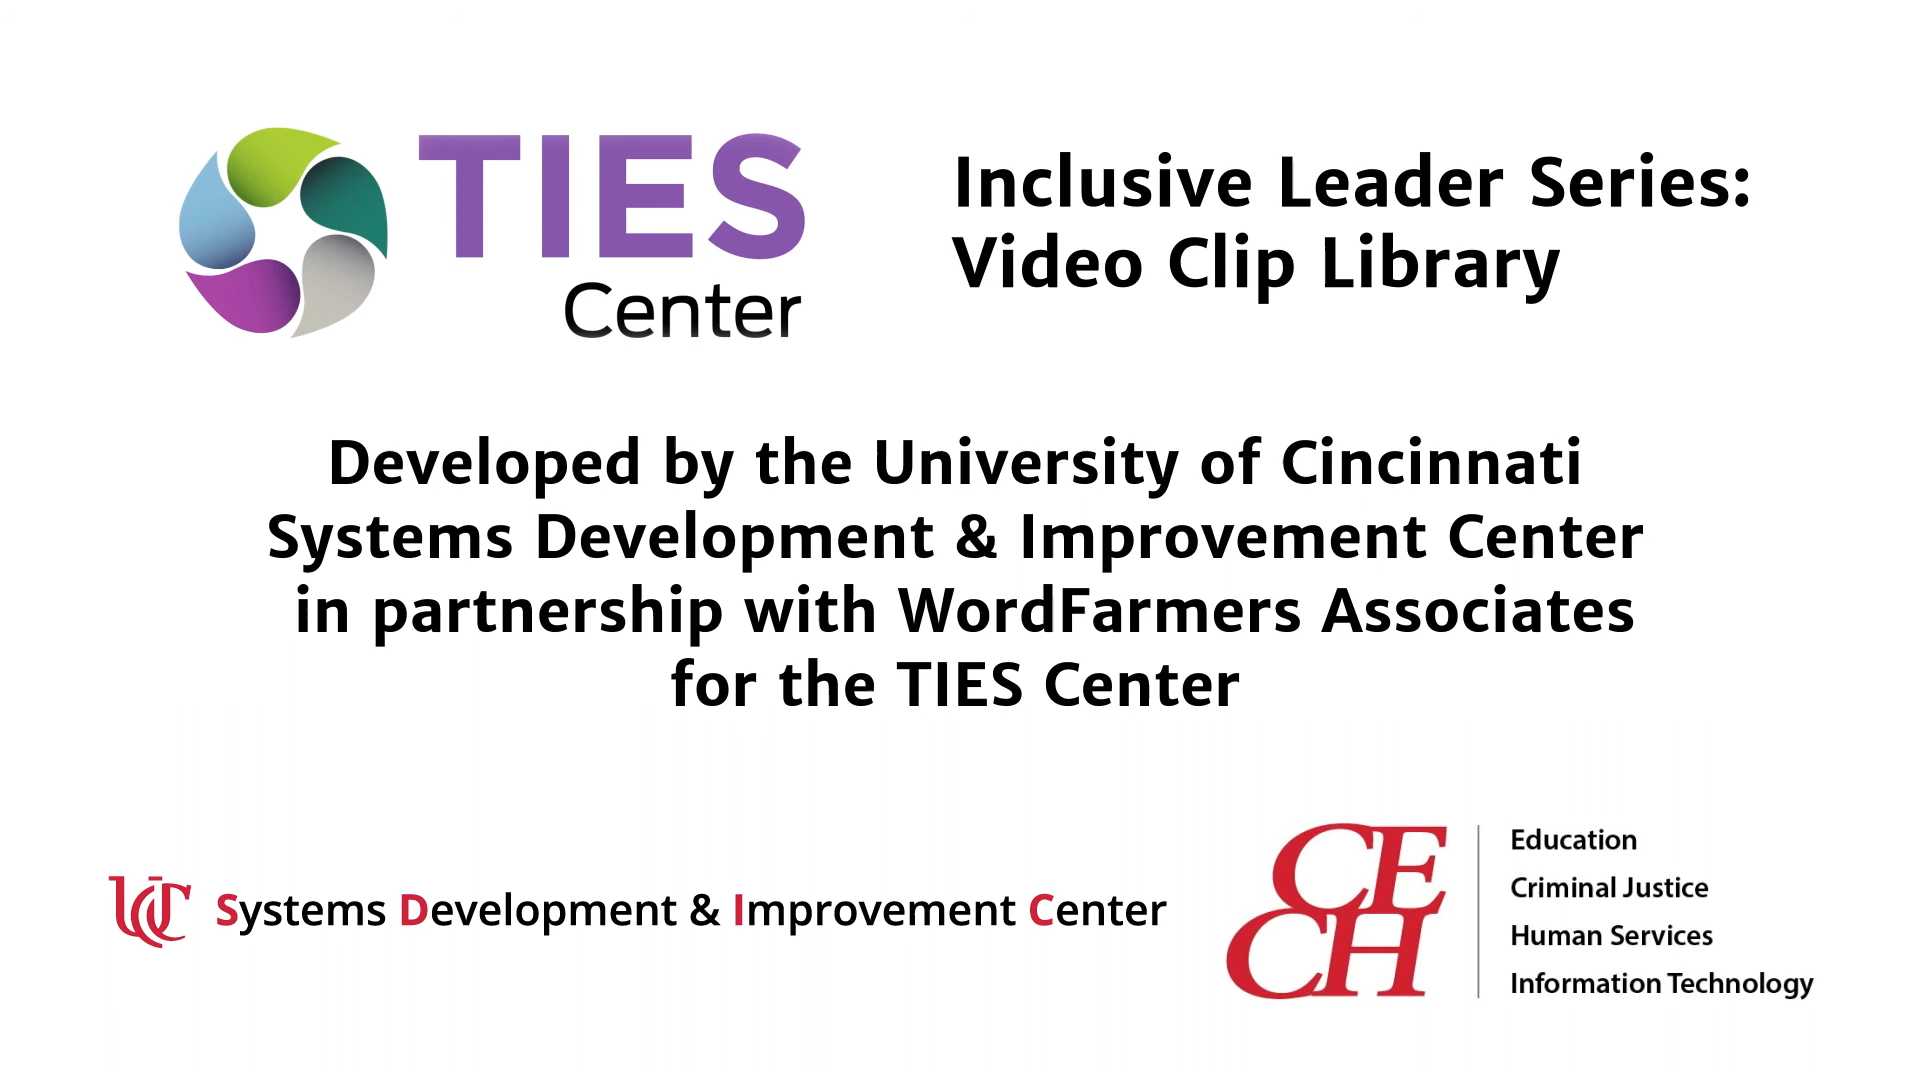 TIES
Center
Inclusive Leader Series:
Video Clip Library
Developed by the University of Cincinnati
Systems Development & Improvement Center
in partnership with WordFarmers Associates
for the TIES Center
UC Systems Development & Improvement Center
CECH
Education
Criminal Justice
Human Services
Information Technology